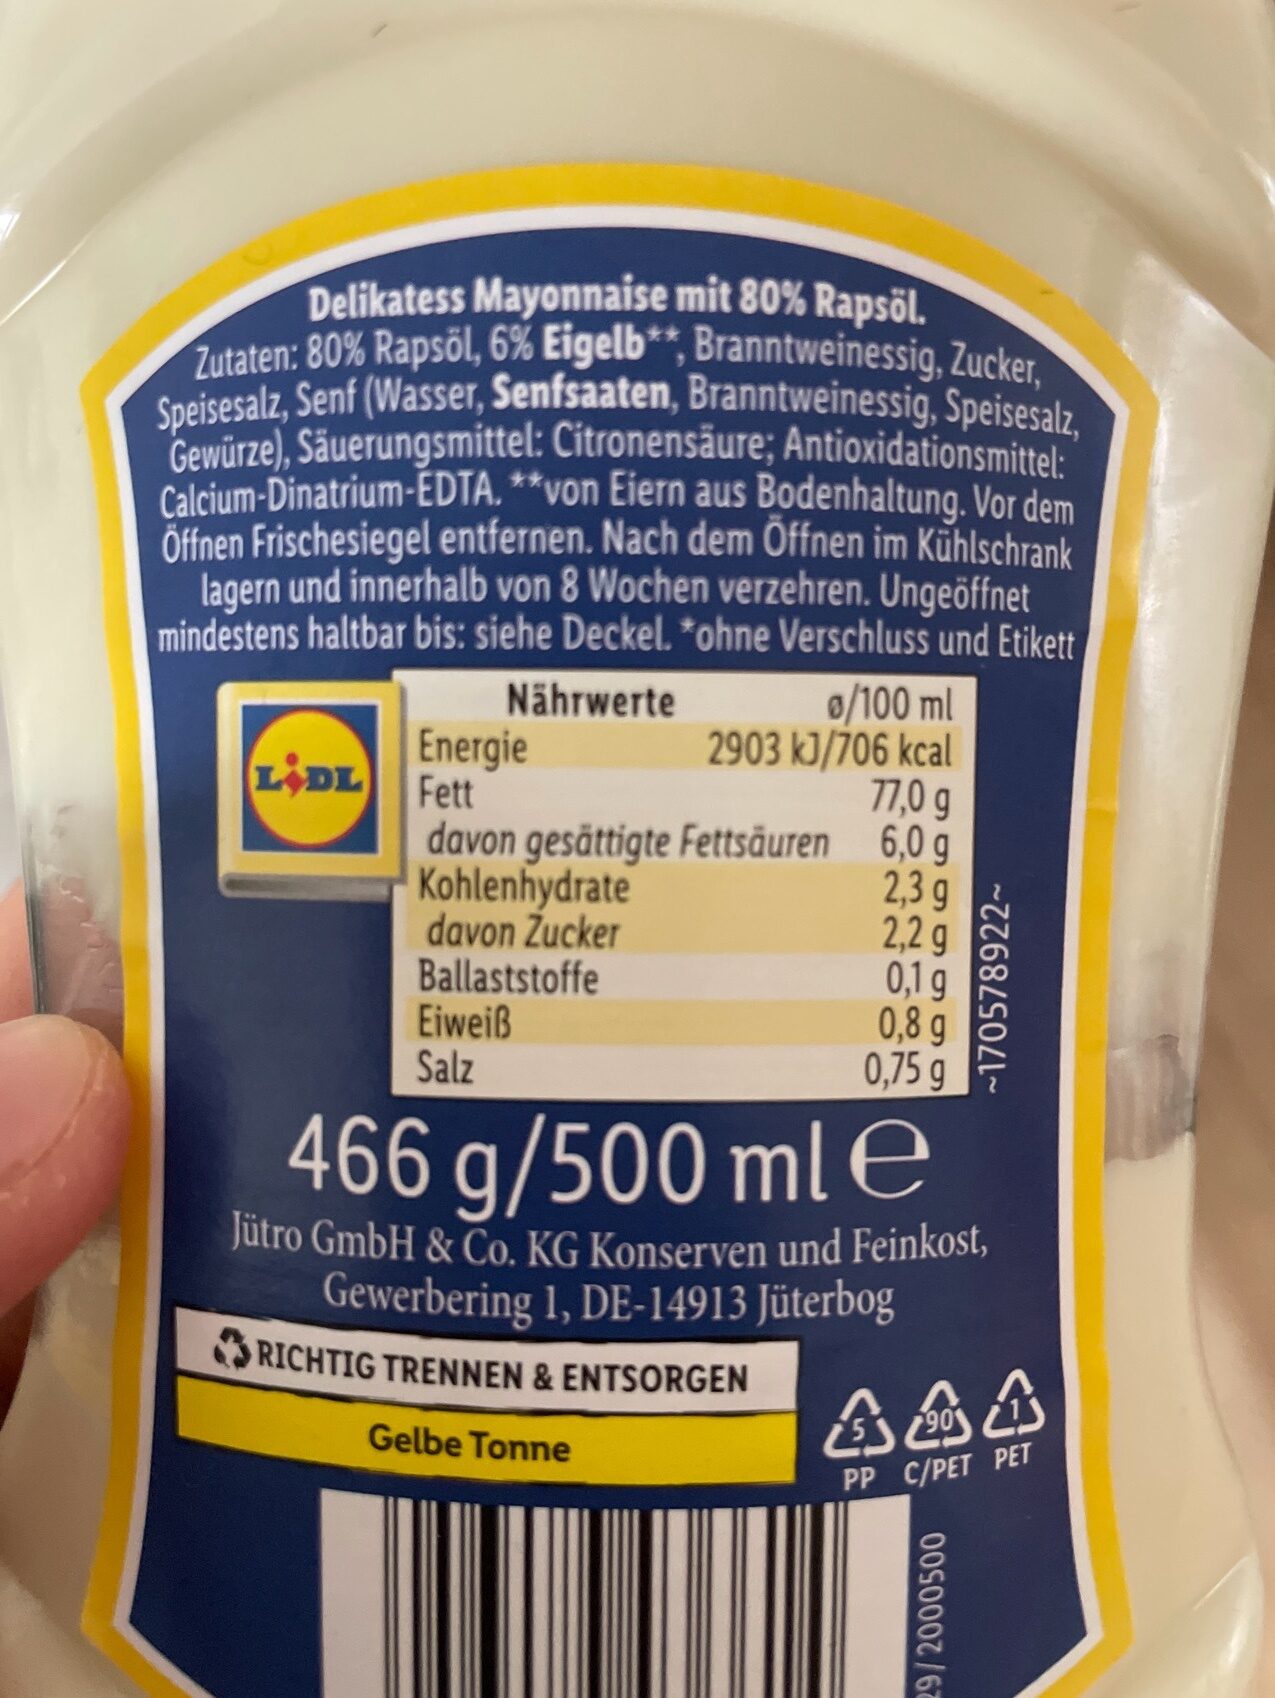 Delikatess Mayonnaise mit 80% Rapsöl.
Zutaten: 80% Rapsöl, 6% Eigelb**, Branntweinessig, Zucker,
Speisesalz, Senf (Wasser, Senfsaaten, Branntweinessig, Speisesalz,
Gewürze), Säuerungsmittel: Citronensäure; Antioxidationsmittel:
Calcium-Dinatrium-EDTA. **von Eiern aus Bodenhaltung. Vor dem
Öffnen Frischesiegel entfernen. Nach dem Öffnen im Kühlschrank
lagern und innerhalb von 8 Wochen verzehren. Ungeöffnet
mindestens haltbar bis: siehe Deckel. *ohne Verschluss und Etikett
LIDL
Nährwerte ø/100 ml
Energie 2903 kJ/706 kcal
Fett 77,0 g
davon gesättigte Fettsäuren 6,0 g
Kohlenhydrate 2,3 g
davon Zucker 2,2 g
Ballaststoffe 0,1 g
Eiweiß 0,8 g
Salz 0,75 g
~170578922~
466 g/500 ml e
Jütro GmbH & Co. KG Konserven und Feinkost,
Gewerbering 1, DE-14913 Jüterbog
RICHTIG TRENNEN & ENTSORGEN
Gelbe Tonne
5 90 1
PP C/PET PET
29/2000500